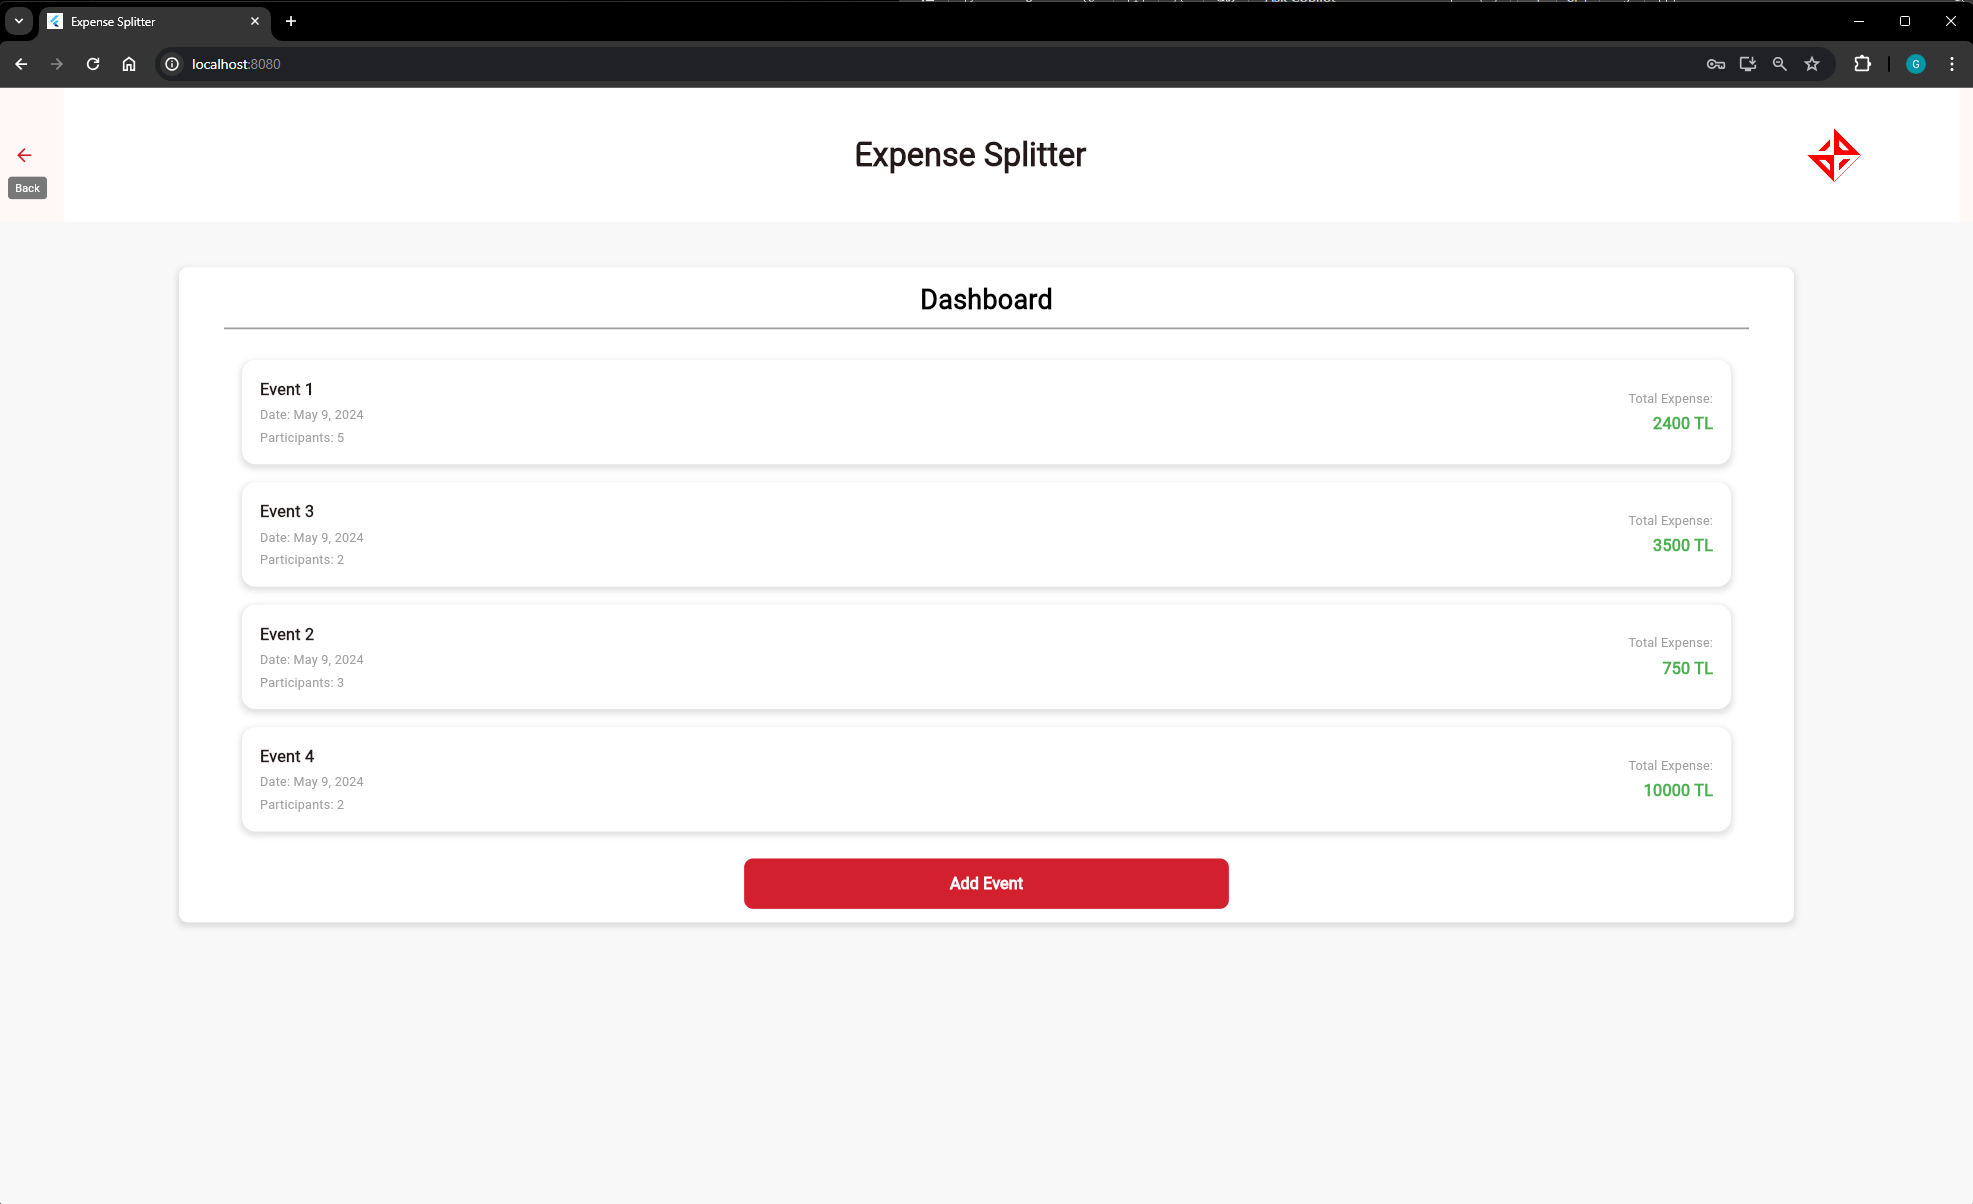 Expense Splitter
localhost:8080
G
Expense Splitter
Back
Dashboard
Event 1
Date: May 9, 2024
Participants: 5
Total Expense:
2400 TL
Event 3
Date: May 9, 2024
Participants: 2
Total Expense:
3500 TL
Event 2
Date: May 9, 2024
Participants: 3
Total Expense:
750 TL
Event 4
Date: May 9, 2024
Participants: 2
Total Expense:
10000 TL
Add Event